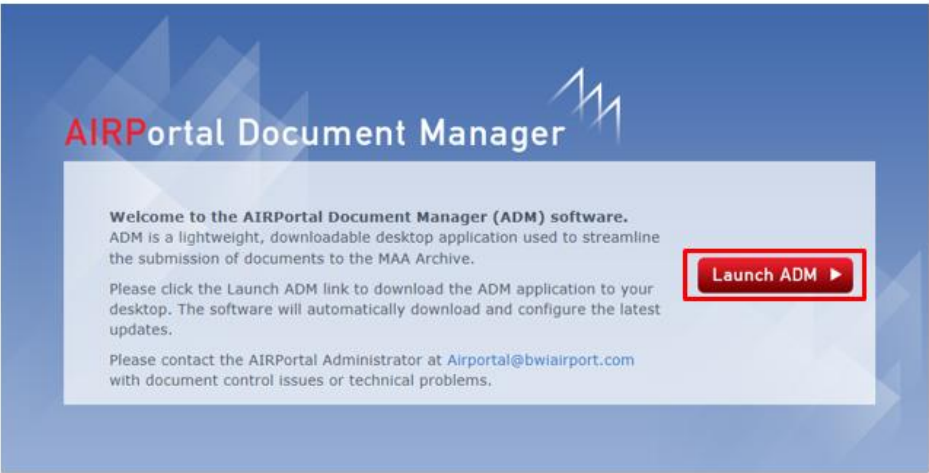 AIRPortal Document Manager
Welcome to the AIRPortal Document Manager (ADM) software.
ADM is a lightweight, downloadable desktop application used to streamline
the submission of documents to the MAA Archive.
Launch ADM
Please click the Launch ADM link to download the ADM application to your
desktop. The software will automatically download and configure the latest
updates.
Please contact the AIRPortal Administrator at Airportal@bwiairport.com
with document control issues or technical problems.